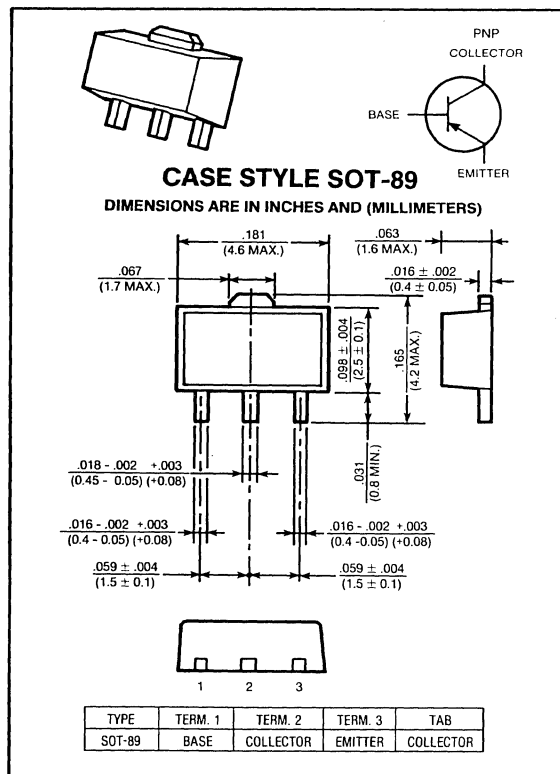 PNP
COLLECTOR
BASE
EMITTER
CASE STYLE SOT-89
DIMENSIONS ARE IN INCHES AND (MILLIMETERS)
.181
(4.6 MAX.)
.063
(1.6 MAX.)
.067
(1.7 MAX.)
.016 ± .002
(0.4 ± 0.05)
.098 ± .004
(2.5 ± 0.1)
.165
(4.2 MAX.)
.031
(0.8 MIN.)
.018 - .002 +.003
(0.45 - 0.05) (+0.08)
.016 -.002 +.003
(0.4 -0.05) (+0.08)
.016 -.002 +.003
(0.4 -0.05) (+0.08)
.059 ± .004
(1.5 ± 0.1)
.059 ± .004
(1.5 ± 0.1)
1 2 3
TYPE TERM. 1 TERM. 2 TERM. 3 TAB
SOT-89 BASE COLLECTOR EMITTER COLLECTOR